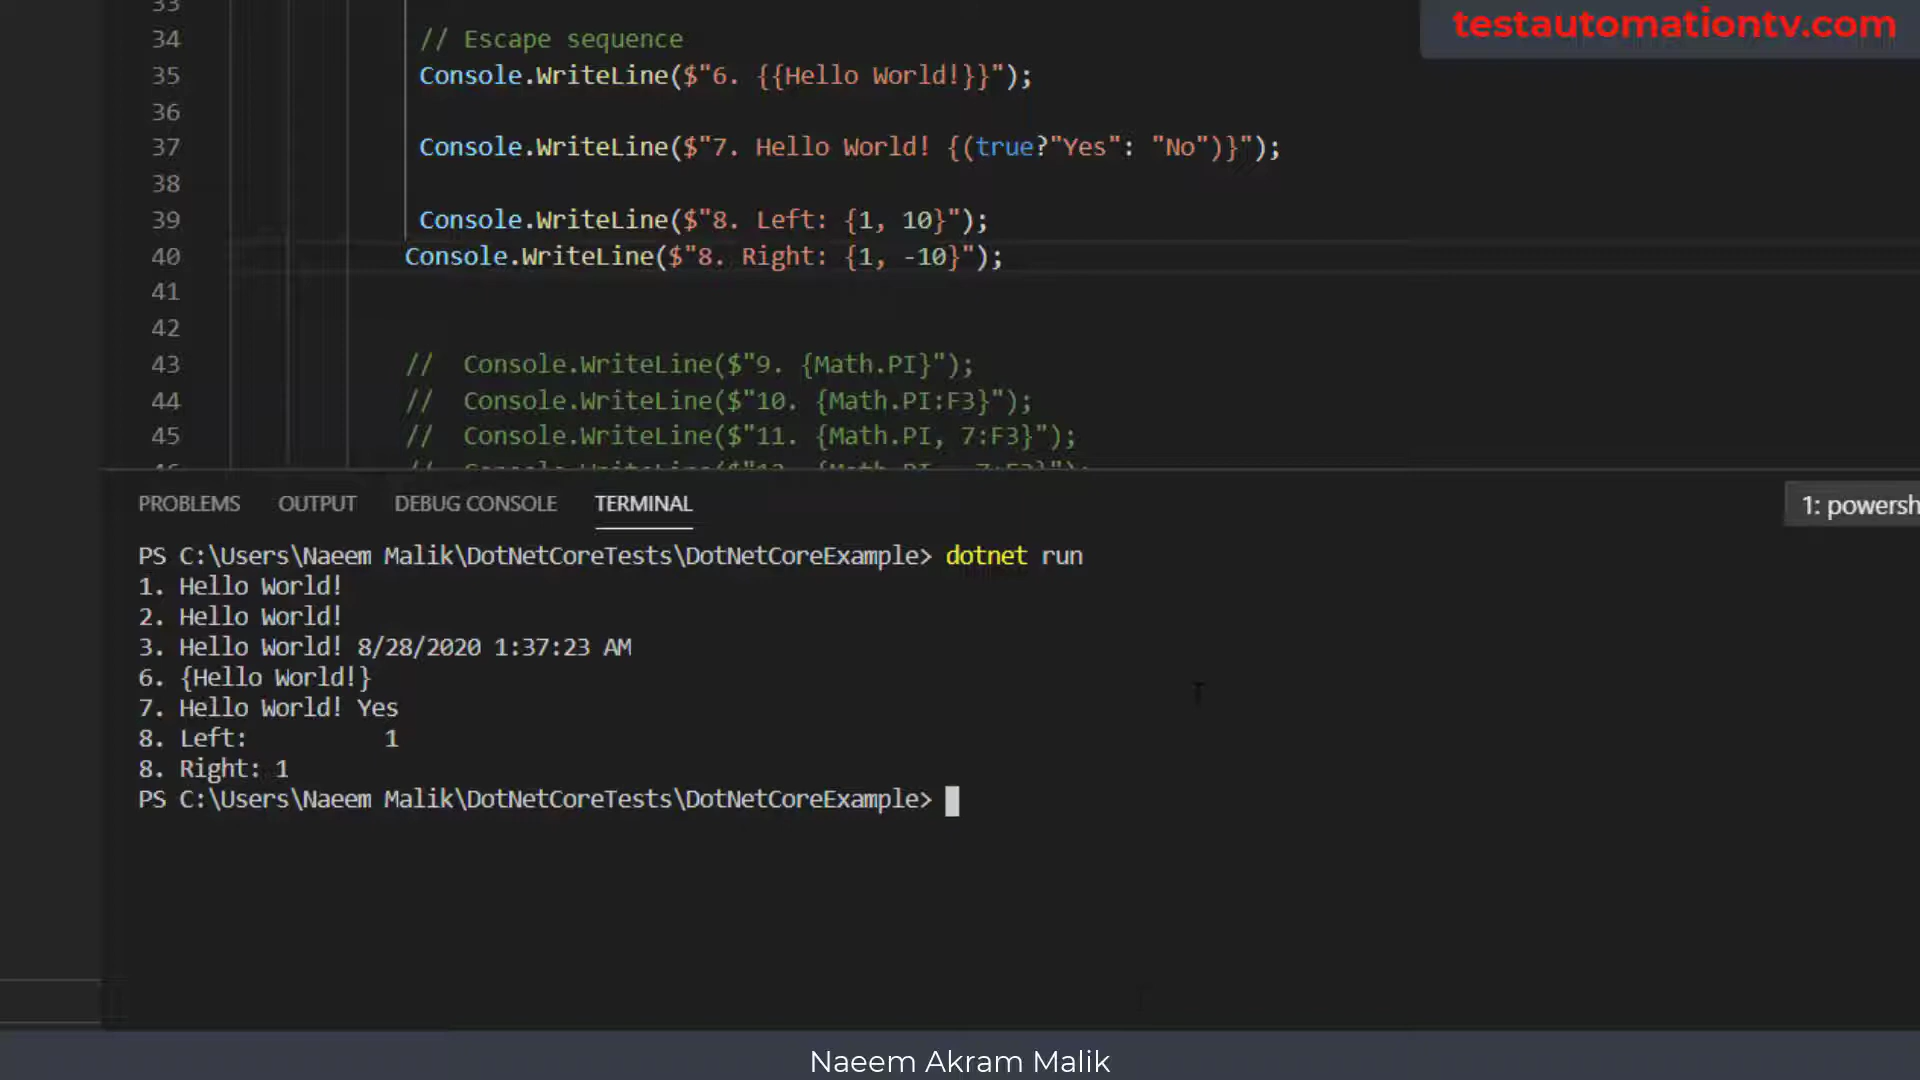 testautomationtv.com
33
34 // Escape sequence
35 Console.WriteLine($"6. {{Hello World!}}");
36
37 Console.WriteLine($"7. Hello World! {(true?"Yes": "No")}");
38
39 Console.WriteLine($"8. Left: {1, 10}");
40 Console.WriteLine($"8. Right: {1, -10}");
41
42
43 // Console.WriteLine($"9. {Math.PI}");
44 // Console.WriteLine($"10. {Math.PI:F3}");
45 // Console.WriteLine($"11. {Math.PI, 7:F3}");
PROBLEMS OUTPUT DEBUG CONSOLE TERMINAL 1: powersh
PS C:\Users\Naeem Malik\DotNetCoreTests\DotNetCoreExample> dotnet run
1. Hello World!
2. Hello World!
3. Hello World! 8/28/2020 1:37:23 AM
6. {Hello World!}
7. Hello World! Yes
8. Left:          1
8. Right: 1
PS C:\Users\Naeem Malik\DotNetCoreTests\DotNetCoreExample>
Naeem Akram Malik